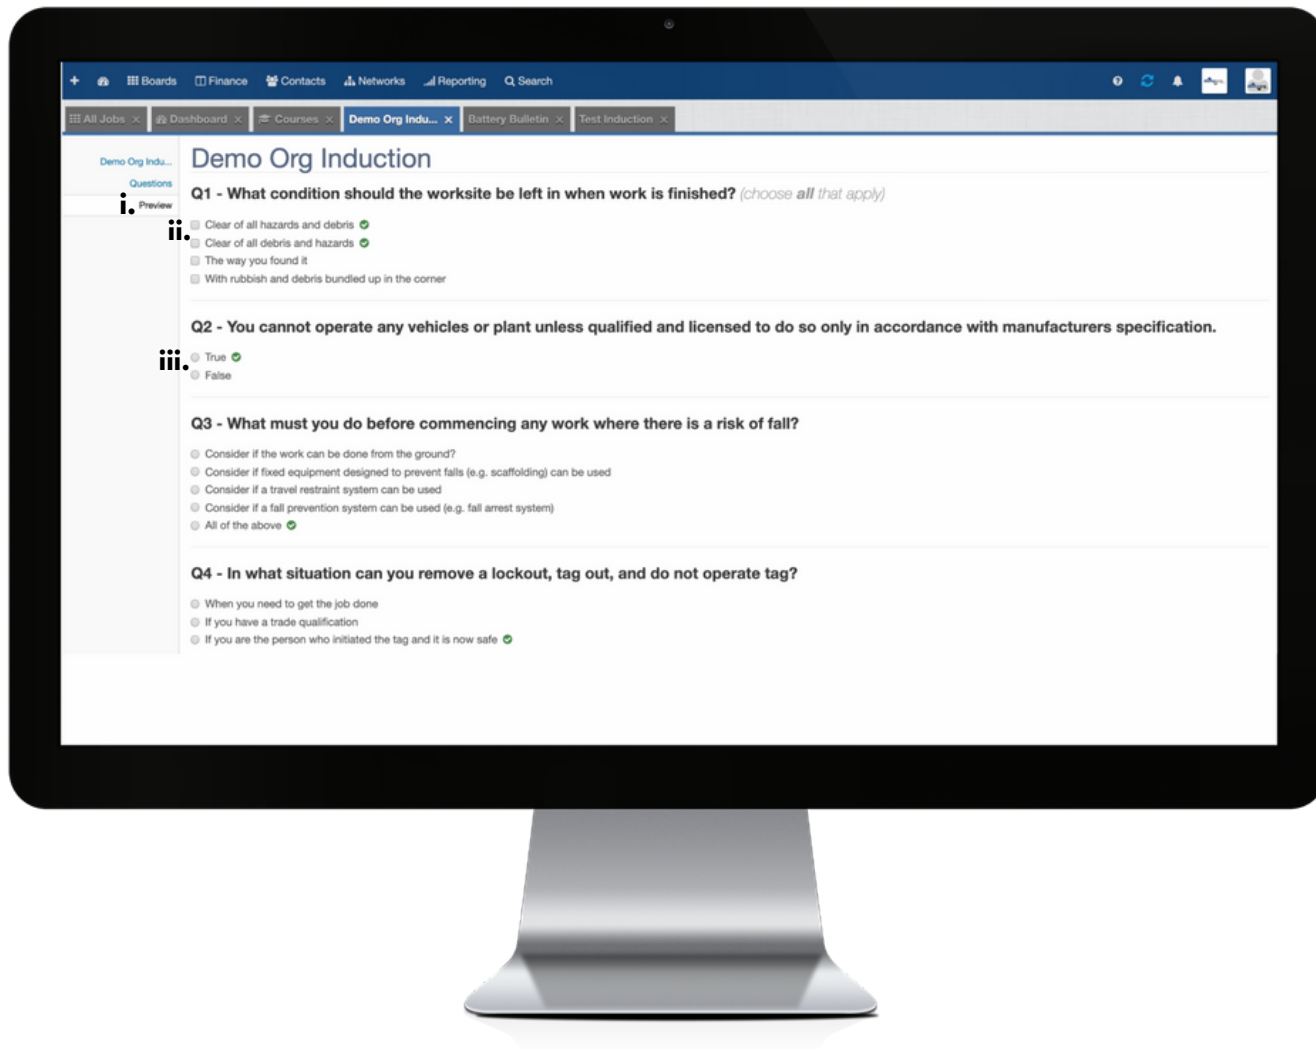 Boards Finance Contacts Networks Reporting Search
All Jobs Dashboard Courses Demo Org Indu... Battery Bulletin Test Induction
Demo Org Indu...
Questions
i. Preview
Demo Org Induction
Q1 - What condition should the worksite be left in when work is finished? (choose all that apply)
ii. Clear of all hazards and debris
Clear of all debris and hazards
The way you found it
With rubbish and debris bundled up in the corner
Q2 - You cannot operate any vehicles or plant unless qualified and licensed to do so only in accordance with manufacturers specification.
iii. True
False
Q3 - What must you do before commencing any work where there is a risk of fall?
Consider if the work can be done from the ground?
Consider if fixed equipment designed to prevent falls (e.g. scaffolding) can be used
Consider if a travel restraint system can be used
Consider if a fall prevention system can be used (e.g. fall arrest system)
All of the above
Q4 - In what situation can you remove a lockout, tag out, and do not operate tag?
When you need to get the job done
If you have a trade qualification
If you are the person who initiated the tag and it is now safe